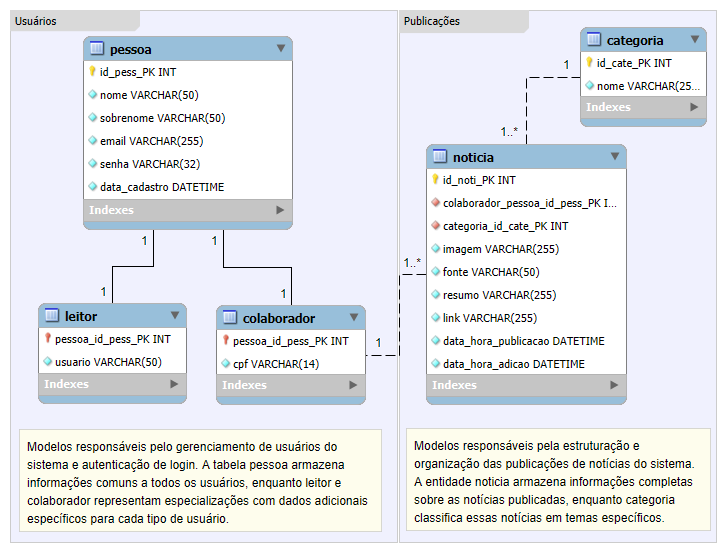 Usuários
pessoa
id_pess_PK INT
nome VARCHAR(50)
sobrenome VARCHAR(50)
email VARCHAR(255)
senha VARCHAR(32)
data_cadastro DATETIME
Indexes
1
1
1
1
leitor
pessoa_id_pess_PK INT
usuario VARCHAR(50)
Indexes
colaborador
pessoa_id_pess_PK INT
cpf VARCHAR(14)
Indexes
1
1..*
Modelos responsáveis pelo gerenciamento de usuários do
sistema e autenticação de login. A tabela pessoa armazena
informações comuns a todos os usuários, enquanto leitor e
colaborador representam especializações com dados adicionais
específicos para cada tipo de usuário.
Publicações
categoria
id_cate_PK INT
nome VARCHAR(25...
Indexes
1
1..*
noticia
id_noti_PK INT
colaborador_pessoa_id_pess_PK I...
categoria_id_cate_PK INT
imagem VARCHAR(255)
fonte VARCHAR(50)
resumo VARCHAR(255)
link VARCHAR(255)
data_hora_publicacao DATETIME
data_hora_adicao DATETIME
Indexes
Modelos responsáveis pela estruturação e
organização das publicações de notícias do sistema.
A entidade noticia armazena informações completas
sobre as notícias publicadas, enquanto categoria
classifica essas notícias em temas específicos.